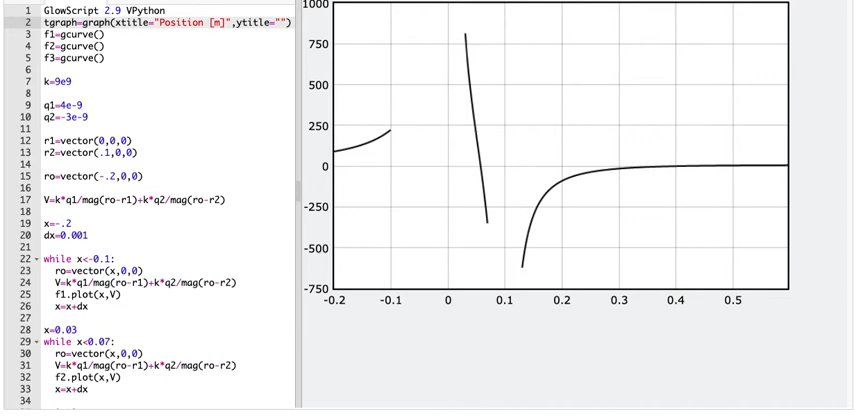 1 GlowScript 2.9 VPython
2 tgraph=graph(xtitle="Position [m]",ytitle="")
3 f1=gcurve()
4 f2=gcurve()
5 f3=gcurve()
6
7 k=9e9
8
9 q1=4e-9
10 q2=-3e-9
11
12 r1=vector(0,0,0)
13 r2=vector(.1,0,0)
14
15 ro=vector(-.2,0,0)
16
17 V=k*q1/mag(ro-r1)+k*q2/mag(ro-r2)
18
19 x=-.2
20 dx=0.001
21
22 while x<-0.1:
23 ro=vector(x,0,0)
24 V=k*q1/mag(ro-r1)+k*q2/mag(ro-r2)
25 f1.plot(x,V)
26 x=x+dx
27
28 x=0.03
29 while x<0.07:
30 ro=vector(x,0,0)
31 V=k*q1/mag(ro-r1)+k*q2/mag(ro-r2)
32 f2.plot(x,V)
33 x=x+dx
34
1000
750
500
250
0
-250
-500
-750
-0.2 -0.1 0 0.1 0.2 0.3 0.4 0.5